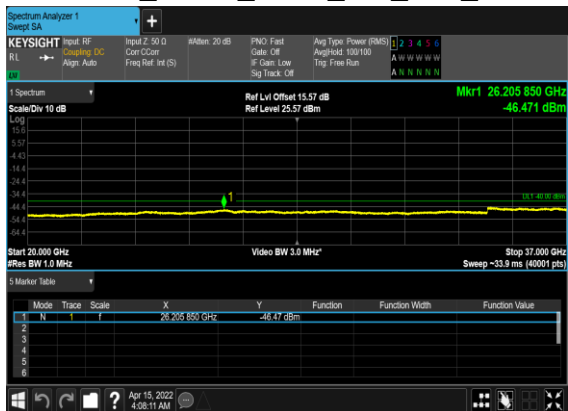 Spectrum Analyzer 1
Swept SA
KEYSIGHT Input: RF Input Z: 50 Ω #Atten: 20 dB PNO: Fast Avg Type: Power (RMS) 1 2 3 4 5 6
RL Coupling: DC Corr CCorr Gate: Off Avg|Hold: 100/100 A W W W W W
Align: Auto Freq Ref: Int (S) IF Gain: Low Trig: Free Run
Sig Track: Off A N N N N N
1 Spectrum Ref Lvl Offset 15.57 dB Mkr1 26.205 850 GHz
Scale/Div 10 dB Ref Level 25.57 dBm -46.471 dBm
Log
15.6
5.57
-4.43
-14.4
-24.4
-34.4 1 DL1 -40.00 dBm
-44.4
-54.4
-64.4
Start 20.000 GHz Video BW 3.0 MHz* Stop 37.000 GHz
#Res BW 1.0 MHz Sweep ~33.9 ms (40001 pts)
5 Marker Table
Mode Trace Scale X Y Function Function Width Function Value
1 N 1 f 26.205 850 GHz -46.47 dBm
2
3
4
5
6
? Apr 15, 2022
4:08:11 AM